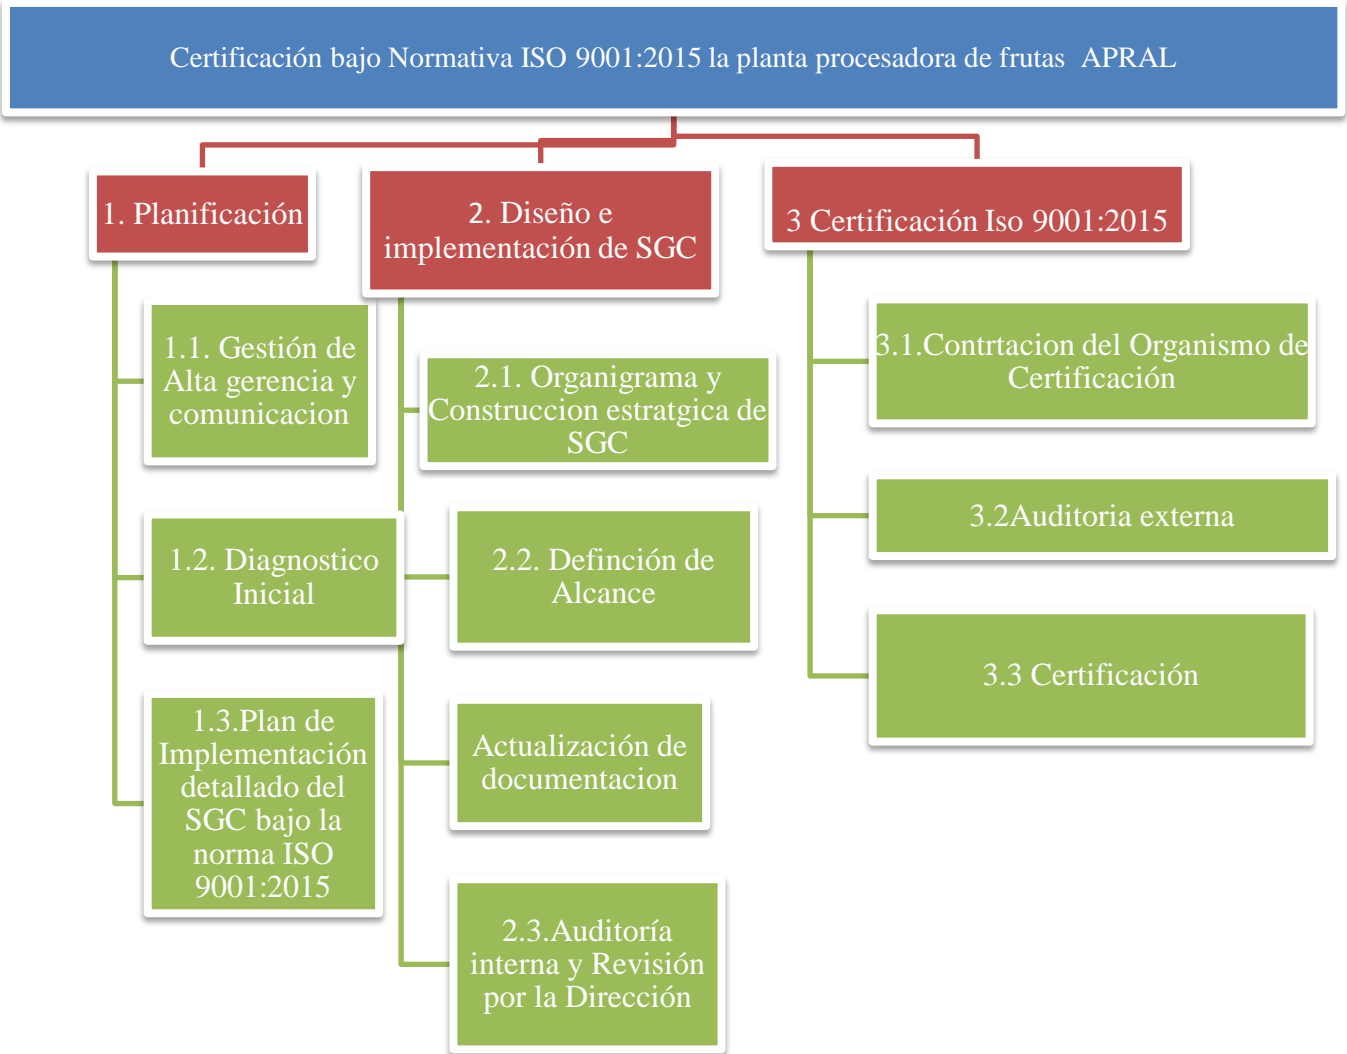 Certificación bajo Normativa ISO 9001:2015 la planta procesadora de frutas APRAL
1. Planificación
1.1. Gestión de
Alta gerencia y
comunicacion
1.2. Diagnostico
Inicial
1.3.Plan de
Implementación
detallado del
SGC bajo la
norma ISO
9001:2015
2. Diseño e
implementación de SGC
2.1. Organigrama y
Construccion estratgica de
SGC
2.2. Definción de
Alcance
Actualización de
documentacion
2.3.Auditoría
interna y Revisión
por la Dirección
3 Certificación Iso 9001:2015
3.1.Contrtacion del Organismo de
Certificación
3.2Auditoria externa
3.3 Certificación